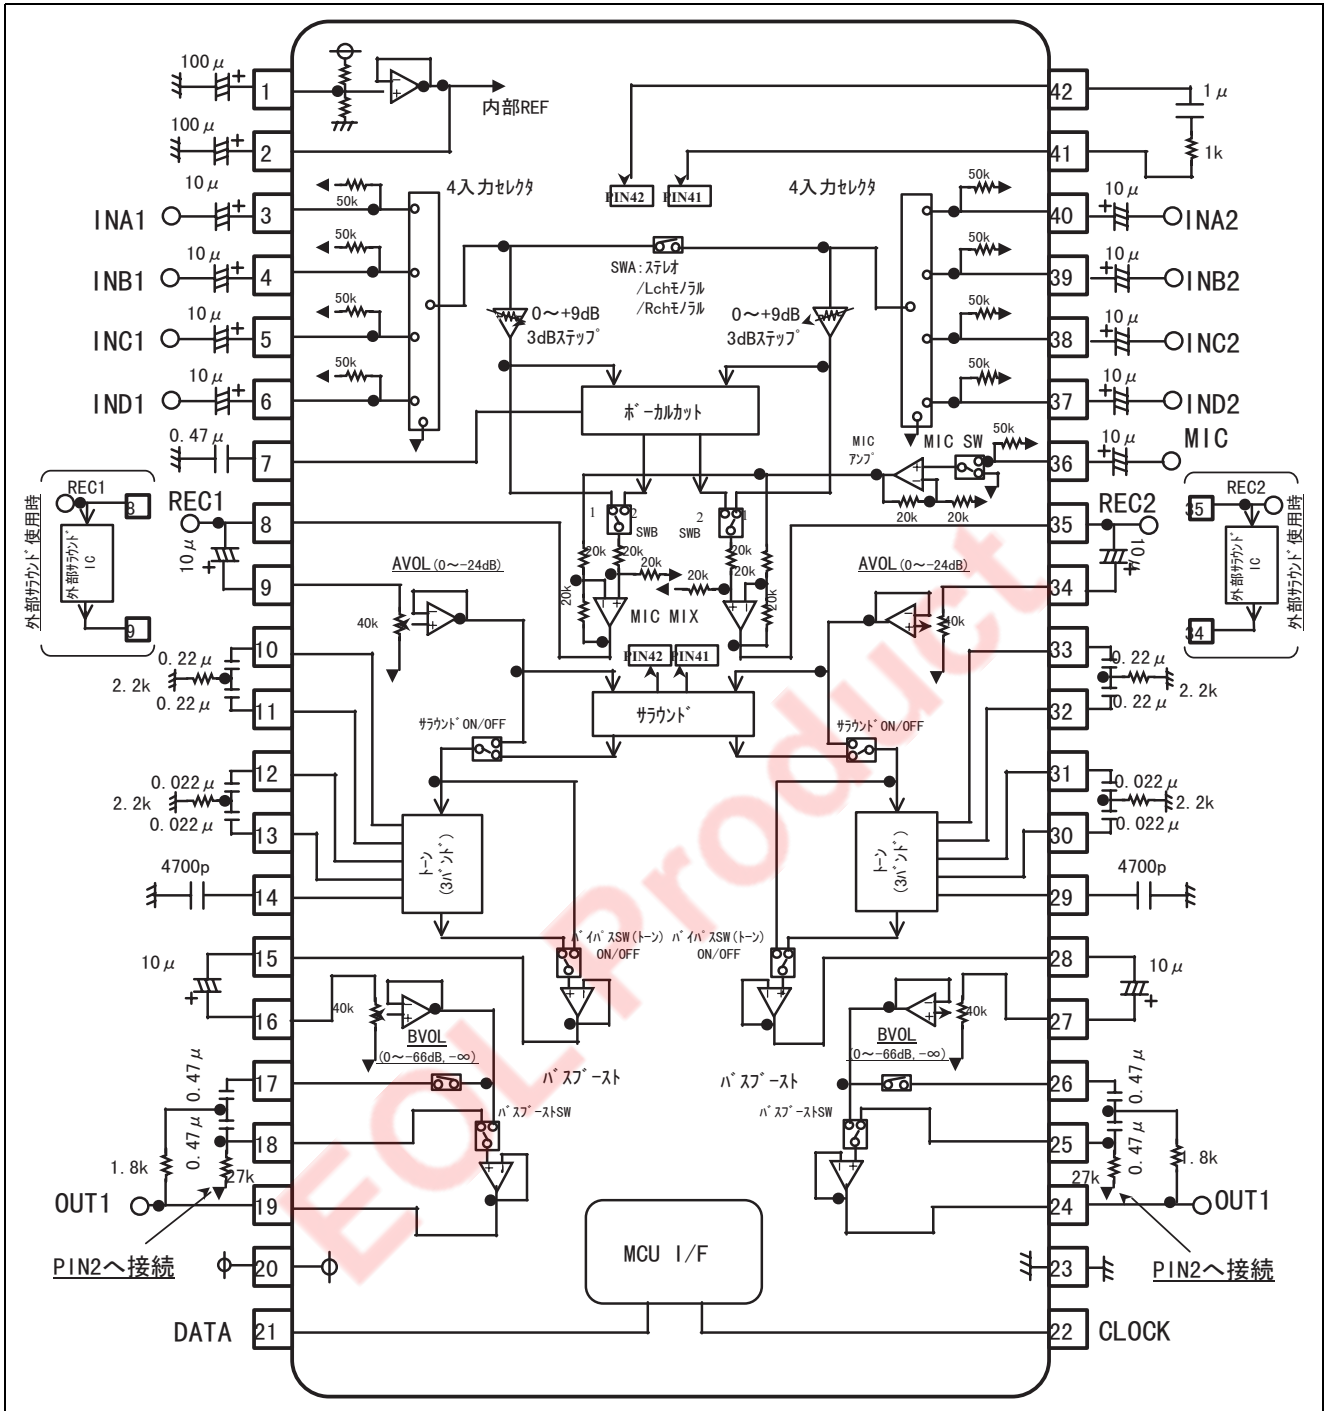 100μ
1
内部REF
42
1μ
100μ
2
41
1k
10μ
INA1
3
50k
4入力ｾﾚｸﾀ
PIN42
PIN41
4入力ｾﾚｸﾀ
50k
40
10μ
INA2
10μ
INB1
4
50k
SWA:ｽﾃﾚｵ
/Lchﾓﾉﾗﾙ
/Rchﾓﾉﾗﾙ
50k
39
10μ
INB2
10μ
INC1
5
50k
0～+9dB
3dBｽﾃｯﾌﾟ
0～+9dB
3dBｽﾃｯﾌﾟ
50k
38
10μ
INC2
10μ
IND1
6
50k
ﾎﾞｰｶﾙｶｯﾄ
50k
37
10μ
IND2
0.47μ
7
MIC
ｱﾝﾌﾟ
MIC SW
50k
36
10μ
MIC
20k
20k
外部ｻﾗｳﾝﾄﾞ使用時
REC1
8
外部ｻﾗｳﾝﾄﾞ
IC
9
REC1
8
10μ
9
1
2
SWB
2
1
SWB
REC2
35
10μ
34
REC2
35
外部ｻﾗｳﾝﾄﾞ
IC
34
外部ｻﾗｳﾝﾄﾞ使用時
AVOL(0～-24dB)
40k
20k
20k
20k
20k
20k
20k
20k
20k
MIC MIX
AVOL(0～-24dB)
40k
PIN42
PIN41
10
0.22μ
2.2k
0.22μ
11
ｻﾗｳﾝﾄﾞ
33
0.22μ
2.2k
0.22μ
32
ｻﾗｳﾝﾄﾞON/OFF
ｻﾗｳﾝﾄﾞON/OFF
12
0.022μ
2.2k
0.022μ
13
31
0.022μ
2.2k
0.022μ
30
ﾄｰﾝ
(3ﾊﾞﾝﾄﾞ)
ﾄｰﾝ
(3ﾊﾞﾝﾄﾞ)
4700p
14
29
4700p
15
10μ
16
ﾊﾞｲﾊﾟｽSW(ﾄｰﾝ)
ON/OFF
ﾊﾞｲﾊﾟｽSW(ﾄｰﾝ)
ON/OFF
28
10μ
27
40k
BVOL
(0～-66dB,-∞)
40k
BVOL
(0～-66dB,-∞)
17
0.47μ
ﾊﾞｽﾌﾞｰｽﾄ
ﾊﾞｽﾌﾞｰｽﾄ
26
0.47μ
18
0.47μ
ﾊﾞｽﾌﾞｰｽﾄSW
ﾊﾞｽﾌﾞｰｽﾄSW
25
0.47μ
1.8k
27k
27k
1.8k
OUT1
19
24
OUT1
PIN2へ接続
20
MCU I/F
23
PIN2へ接続
DATA
21
22
CLOCK
EOL Product